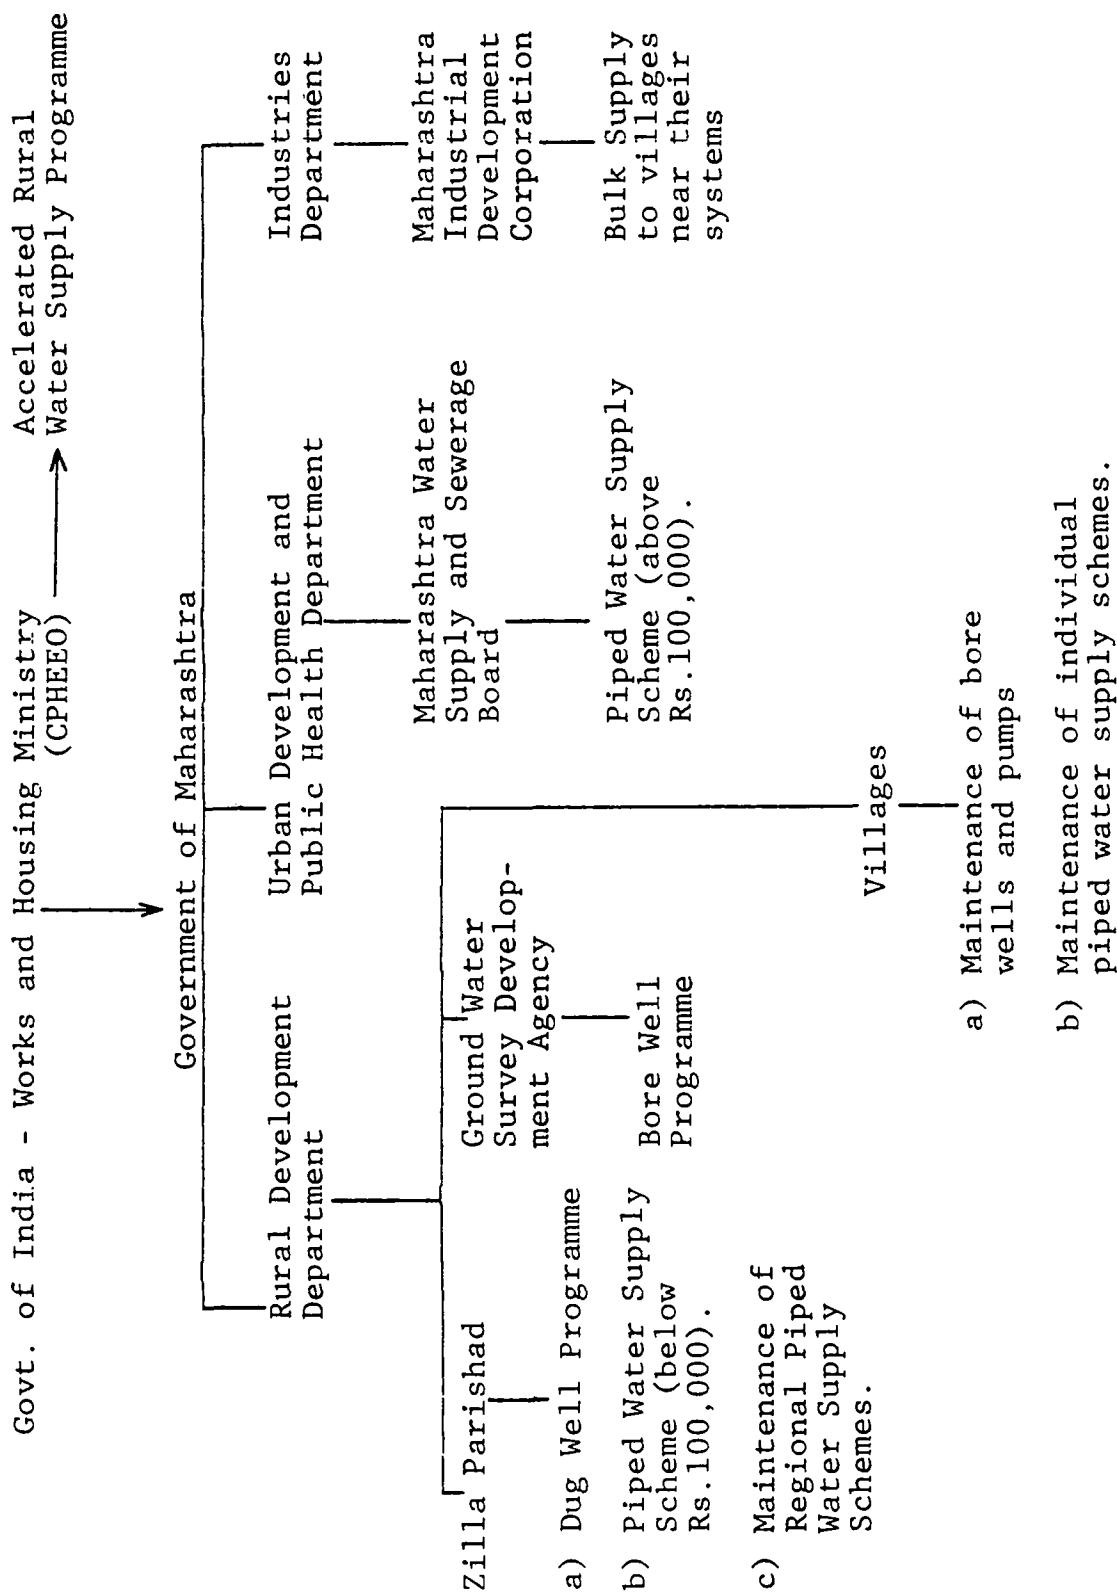 Govt. of India - Works and Housing Ministry
(CPHEEO)
Accelerated Rural
Water Supply Programme
Government of Maharashtra
Rural Development
Department
Urban Development and
Public Health Department
Industries
Department
Zilla Parishad
Ground Water
Survey Develop-
ment Agency
Maharashtra Water
Supply and Sewerage
Board
Maharashtra
Industrial
Development
Corporation
a) Dug Well Programme
b) Piped Water Supply
Scheme (below
Rs.100,000).
c) Maintenance of
Regional Piped
Water Supply
Schemes.
Bore Well
Programme
Piped Water Supply
Scheme (above
Rs.100,000).
Bulk Supply
to villages
near their
systems
Villages
a) Maintenance of bore
wells and pumps
b) Maintenance of individual
piped water supply schemes.